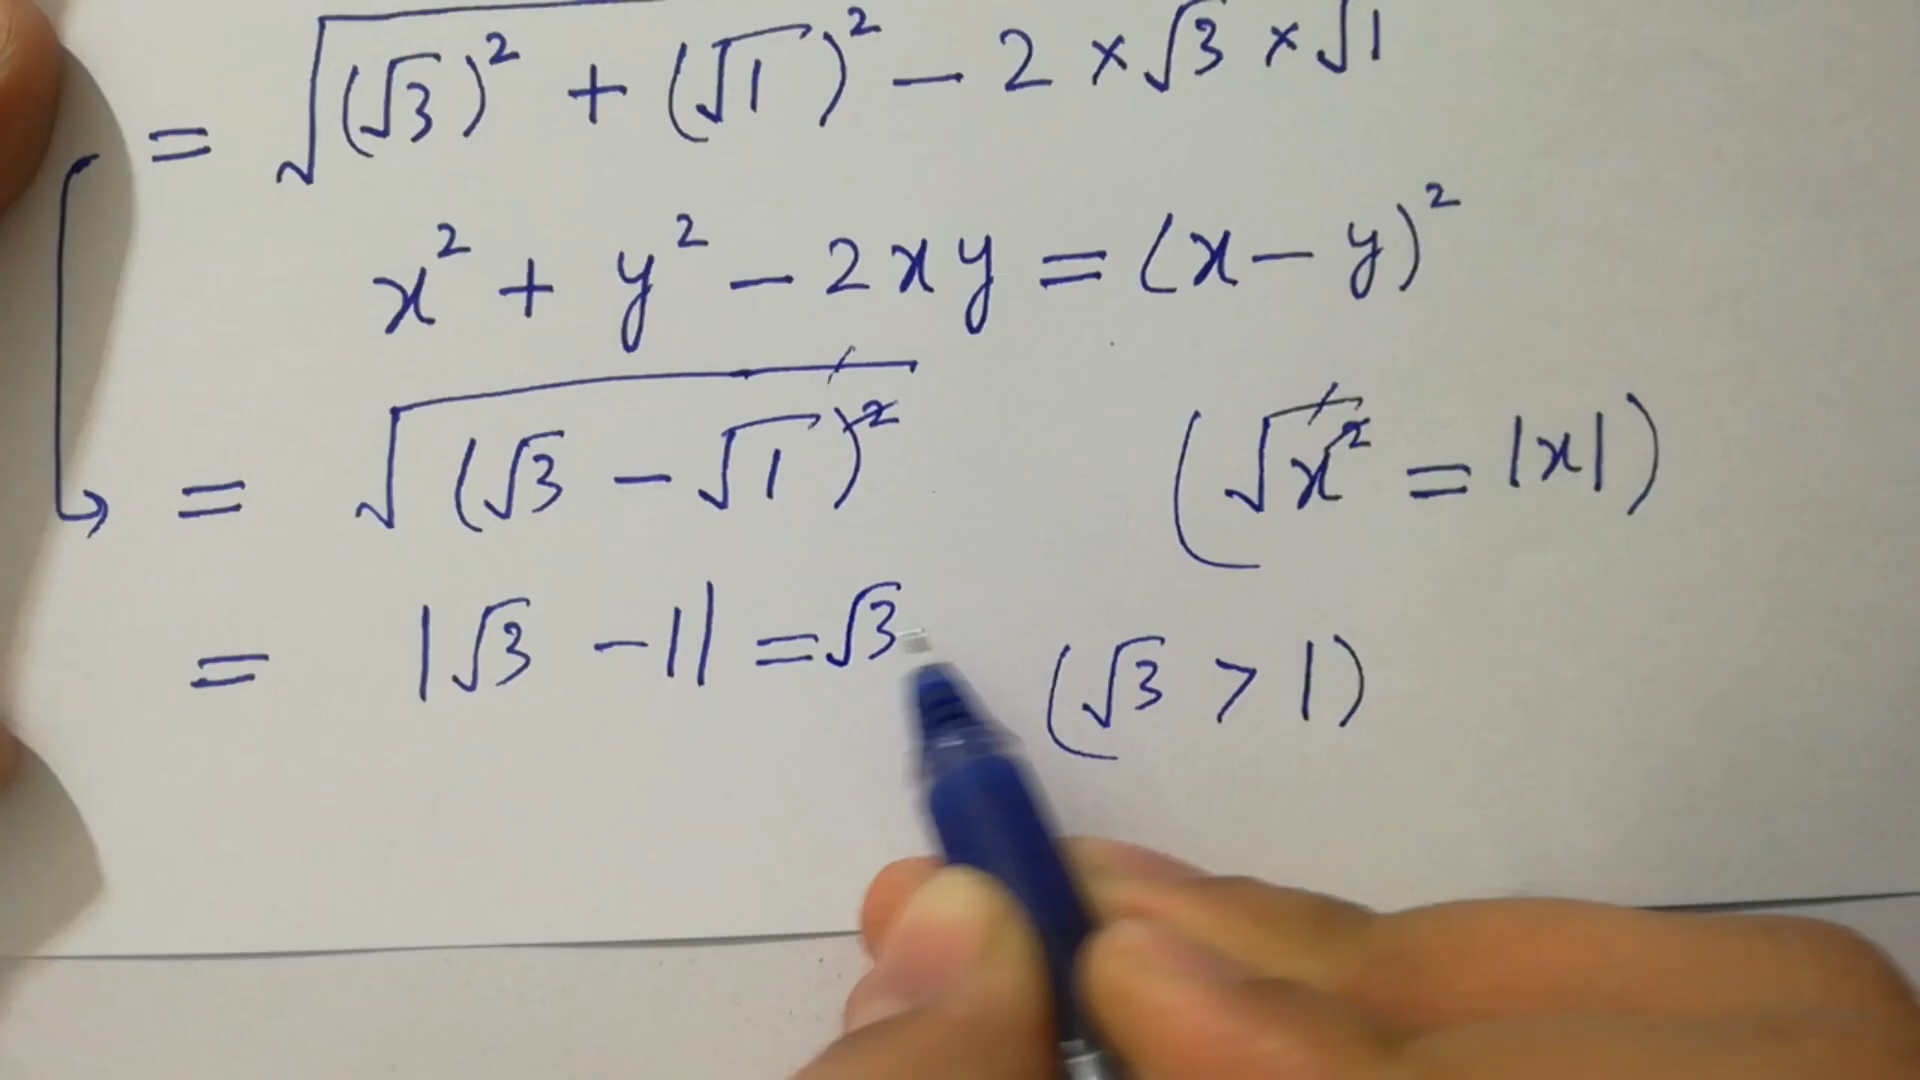 = √((√3)² + (√1)² − 2 × √3 × √1
x² + y² − 2xy = (x − y)²
= √((√3 − √1)²) (√x² = |x|)
= |√3 − 1| = √3 (√3 > 1)